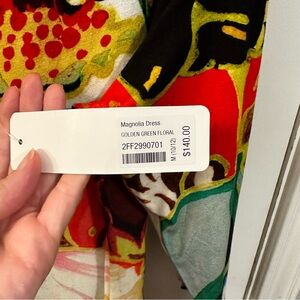 Magnolia Dress
GOLDEN GREEN FLORAL
2FF2990701
M (10/12)
$140.00